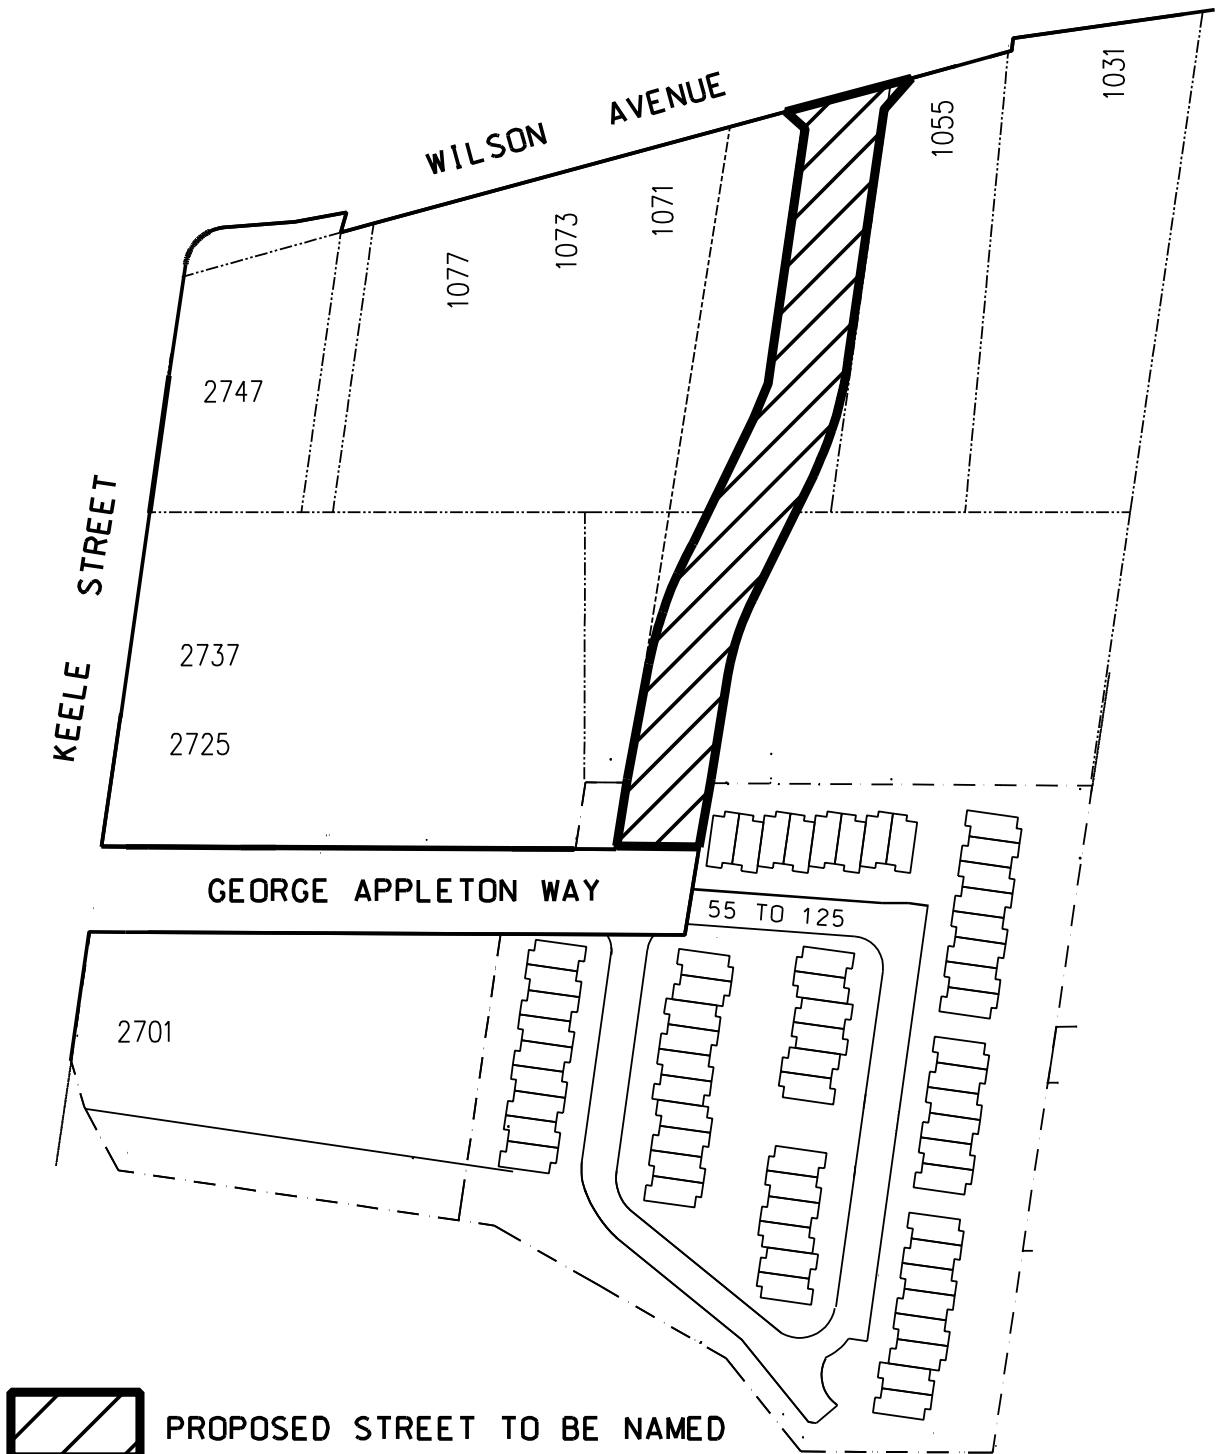 WILSON AVENUE
1031
1055
1071
1073
1077
2747
KEELE STREET
2737
2725
GEORGE APPLETON WAY
55 TO 125
2701
PROPOSED STREET TO BE NAMED